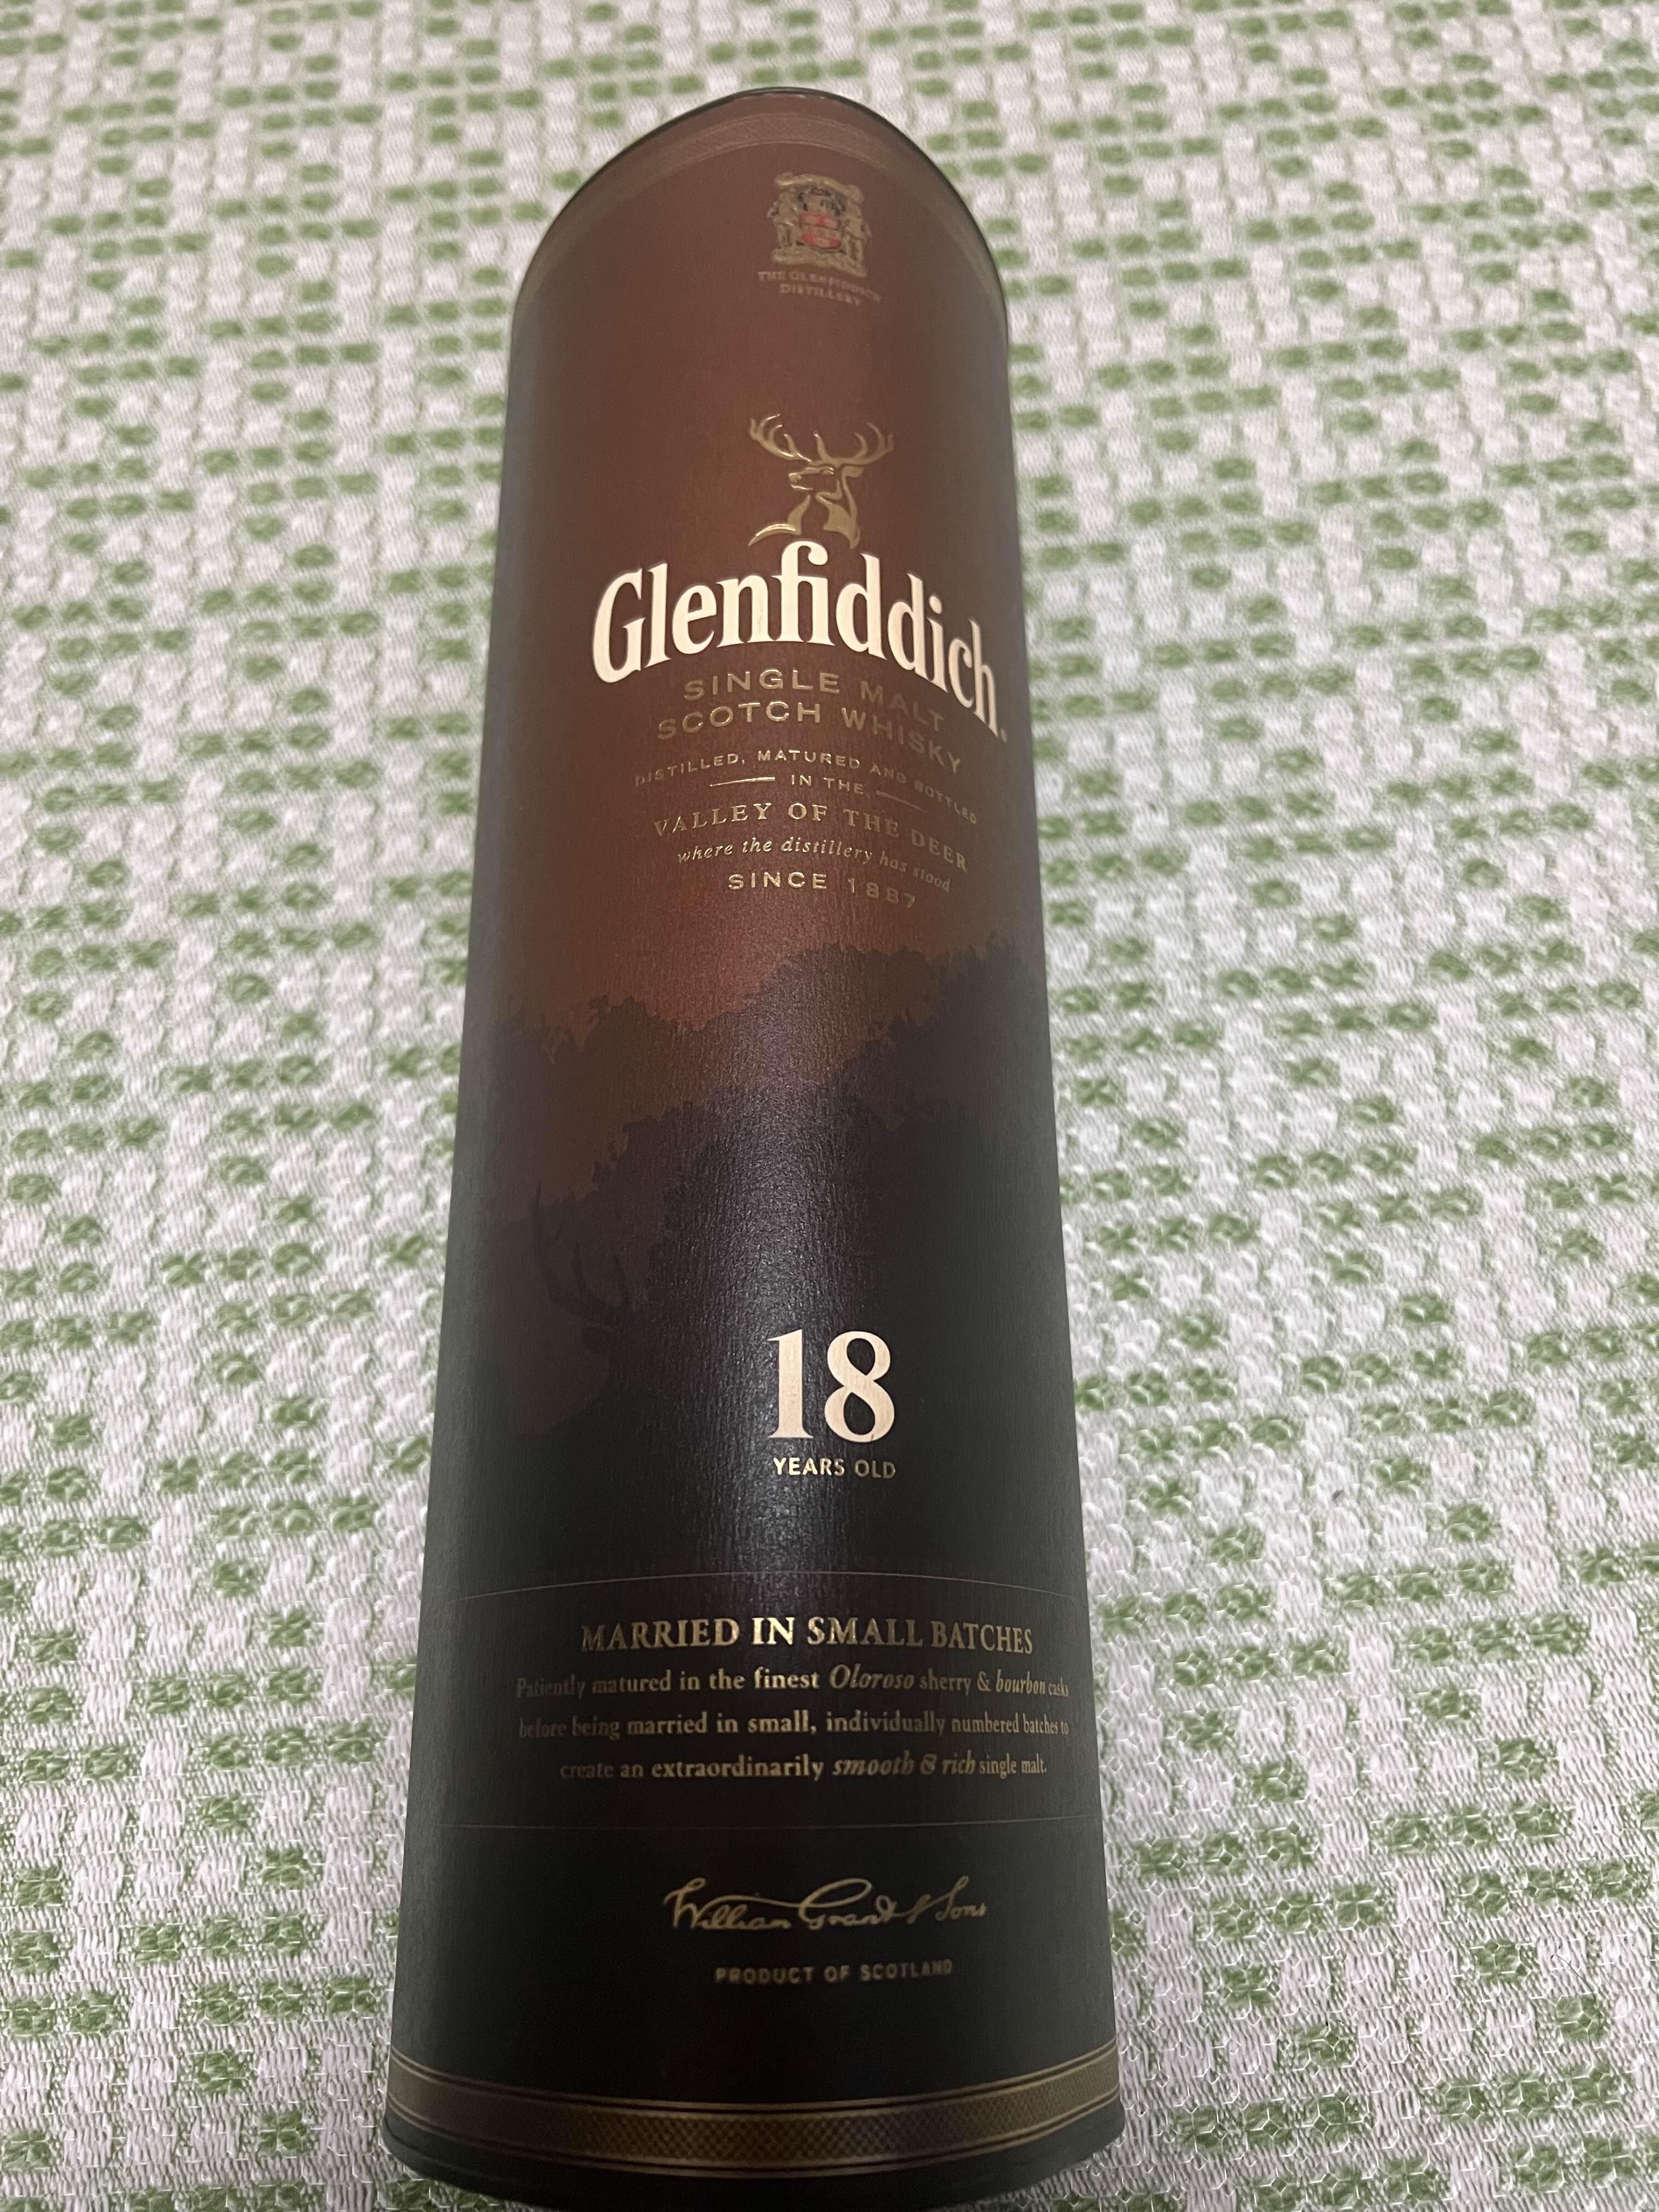 THE GLENFIDDICH
DISTILLERY
Glenfiddich®
SINGLE MALT
SCOTCH WHISKY
DISTILLED, MATURED AND BOTTLED
IN THE
VALLEY OF THE DEER
where the distillery has stood
SINCE 1887
18
YEARS OLD
MARRIED IN SMALL BATCHES
Patiently matured in the finest Oloroso sherry & bourbon casks
before being married in small, individually numbered batches to
create an extraordinarily smooth & rich single malt.
William Grant & Sons
PRODUCT OF SCOTLAND